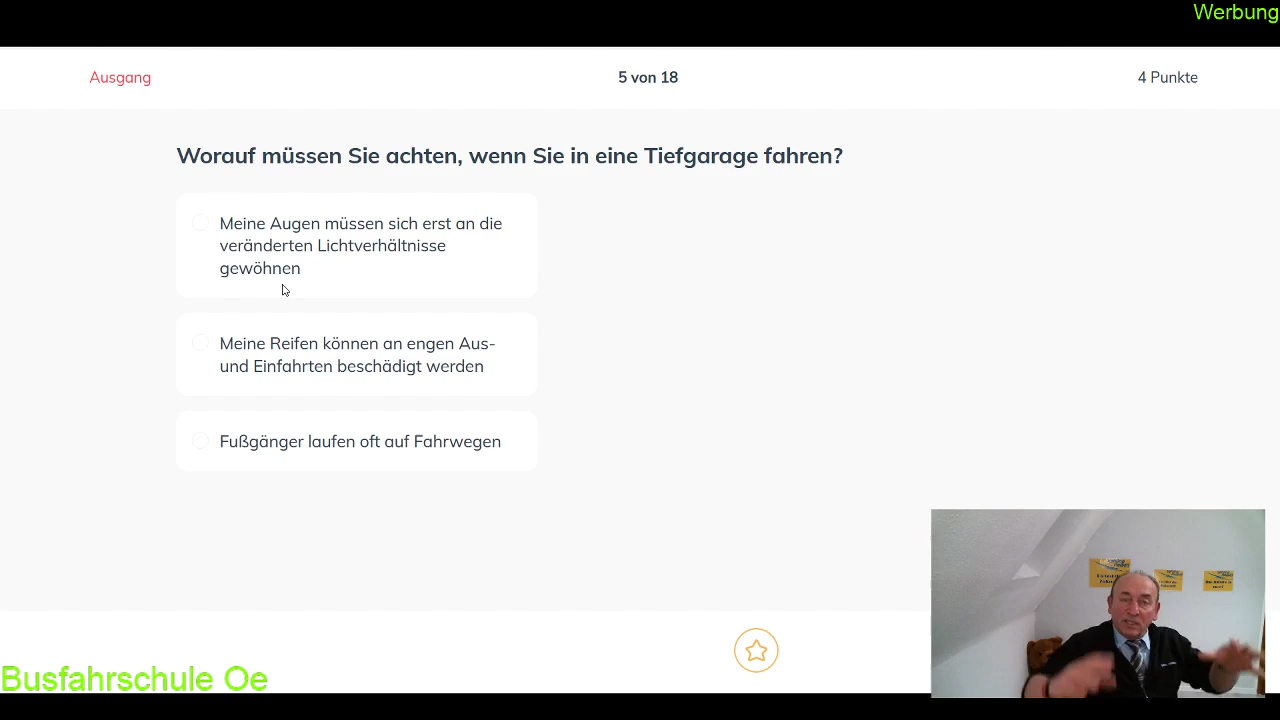 Werbung
Ausgang
5 von 18
4 Punkte
Worauf müssen Sie achten, wenn Sie in eine Tiefgarage fahren?
Meine Augen müssen sich erst an die
veränderten Lichtverhältnisse
gewöhnen
Meine Reifen können an engen Aus-
und Einfahrten beschädigt werden
Fußgänger laufen oft auf Fahrwegen
Busfahrschule Oe